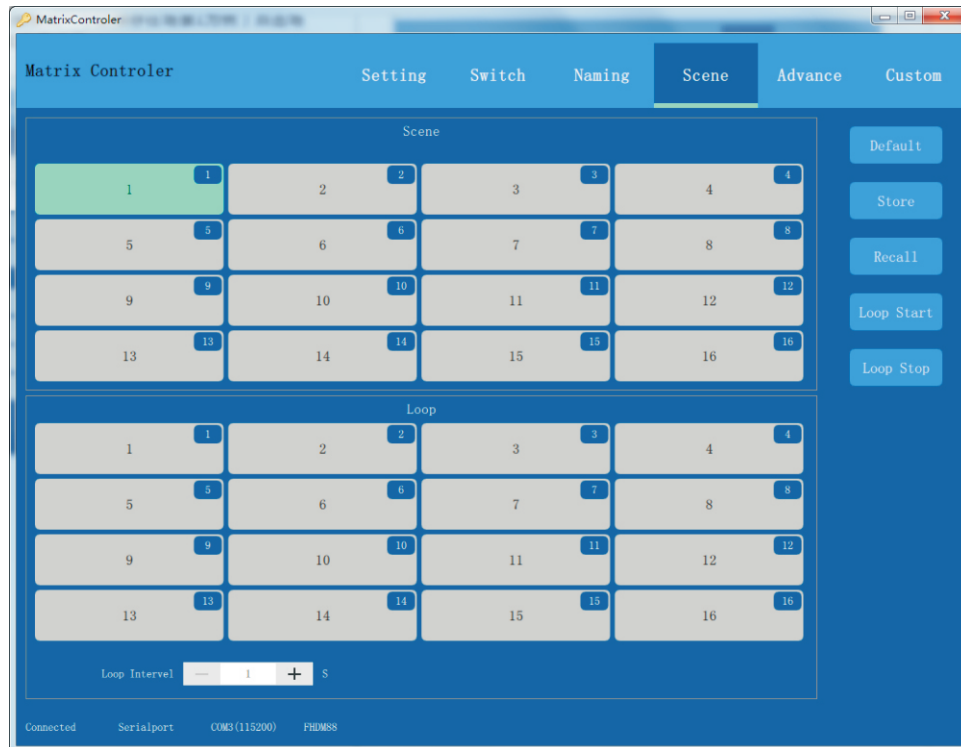 MatrixControler
Matrix Controler Setting Switch Naming Scene Advance Custom
Scene
Default
1 1 2 2 3 3 4 4
Store
5 5 6 6 7 7 8 8
Recall
9 9 10 10 11 11 12 12
Loop Start
13 13 14 14 15 15 16 16
Loop Stop
Loop
1 1 2 2 3 3 4 4
5 5 6 6 7 7 8 8
9 9 10 10 11 11 12 12
13 13 14 14 15 15 16 16
Loop Intervel — 1 + S
Connected Serialport COM3(115200) FHDM88